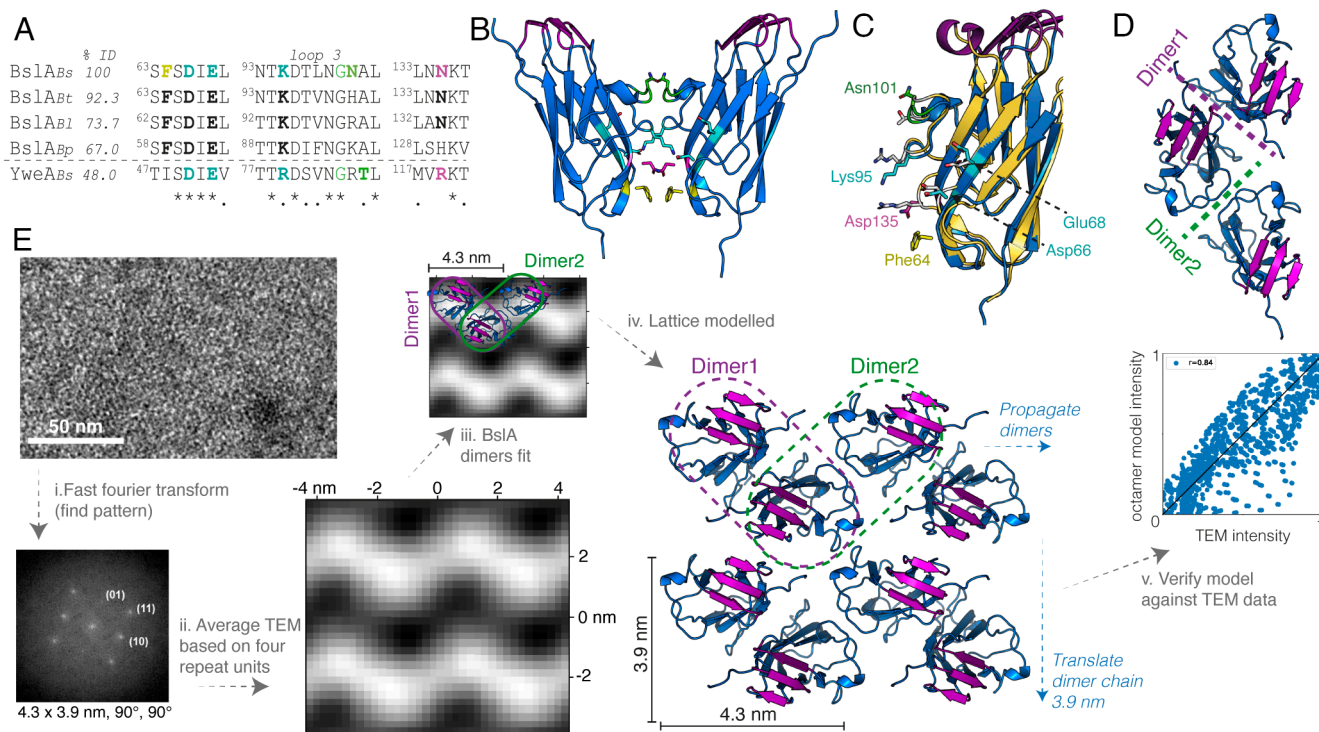 A
% ID
loop 3
BslABs 100 63SFSDIEL 93NTKDTLNGNAL 133LNNKT
BslABt 92.3 63SFSDIEL 93NTKDTVNGHAL 133LNNKT
BslABl 73.7 62SFSDIEL 92TTKDTVNGRAL 132LANKT
BslABp 67.0 58SFSDIEL 88TTKDIFNGKAL 128LSHKV
YweABs 48.0 47TISDIEV 77TTRDSVNGRTL 117MVRKT
****. *.*..**.* . *.
B
C
Asn101
Lys95
Asp135
Phe64
Glu68
Asp66
D
Dimer1
Dimer2
E
50 nm
i.Fast fourier transform
(find pattern)
(01)
(11)
(10)
4.3 x 3.9 nm, 90°, 90°
ii. Average TEM
based on four
repeat units
-4 nm -2 0 2 4
2
0 nm
-2
iii. BslA
dimers fit
4.3 nm
Dimer2
Dimer1
iv. Lattice modelled
Dimer1
Dimer2
Propagate
dimers
Translate
dimer chain
3.9 nm
3.9 nm
4.3 nm
v. Verify model
against TEM data
1
r=0.84
octamer model intensity
0
TEM intensity